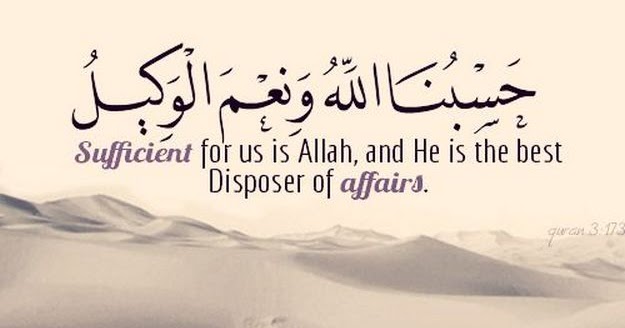 حَسْبُنَا اللَّهُ وَنِعْمَ الْوَكِيلُ
Sufficient for us is Allah, and He is the best
Disposer of affairs.
quran 3:173